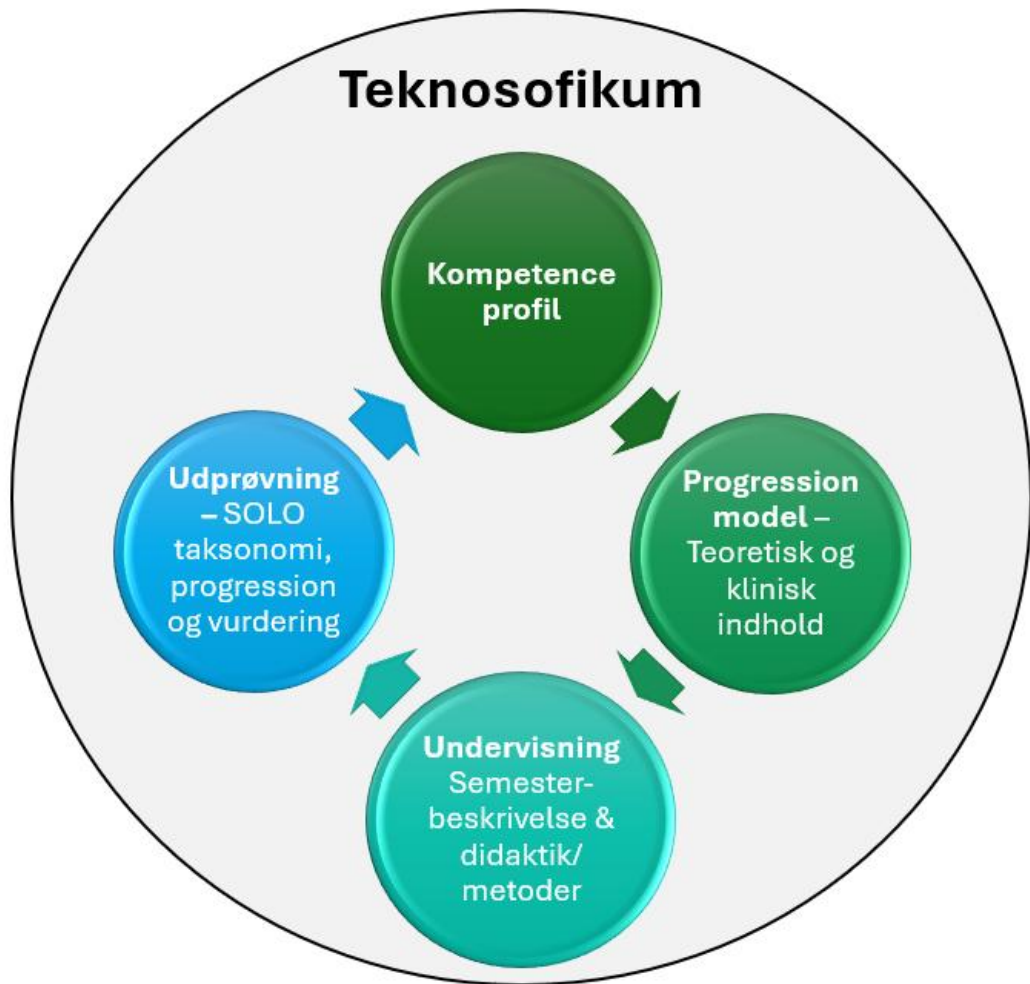 Teknosofikum
Kompetence
profil
Progression
model –
Teoretisk og
klinisk
indhold
Undervisning
Semester-
beskrivelse &
didaktik/
metoder
Udprøvning
– SOLO
taksonomi,
progression
og vurdering